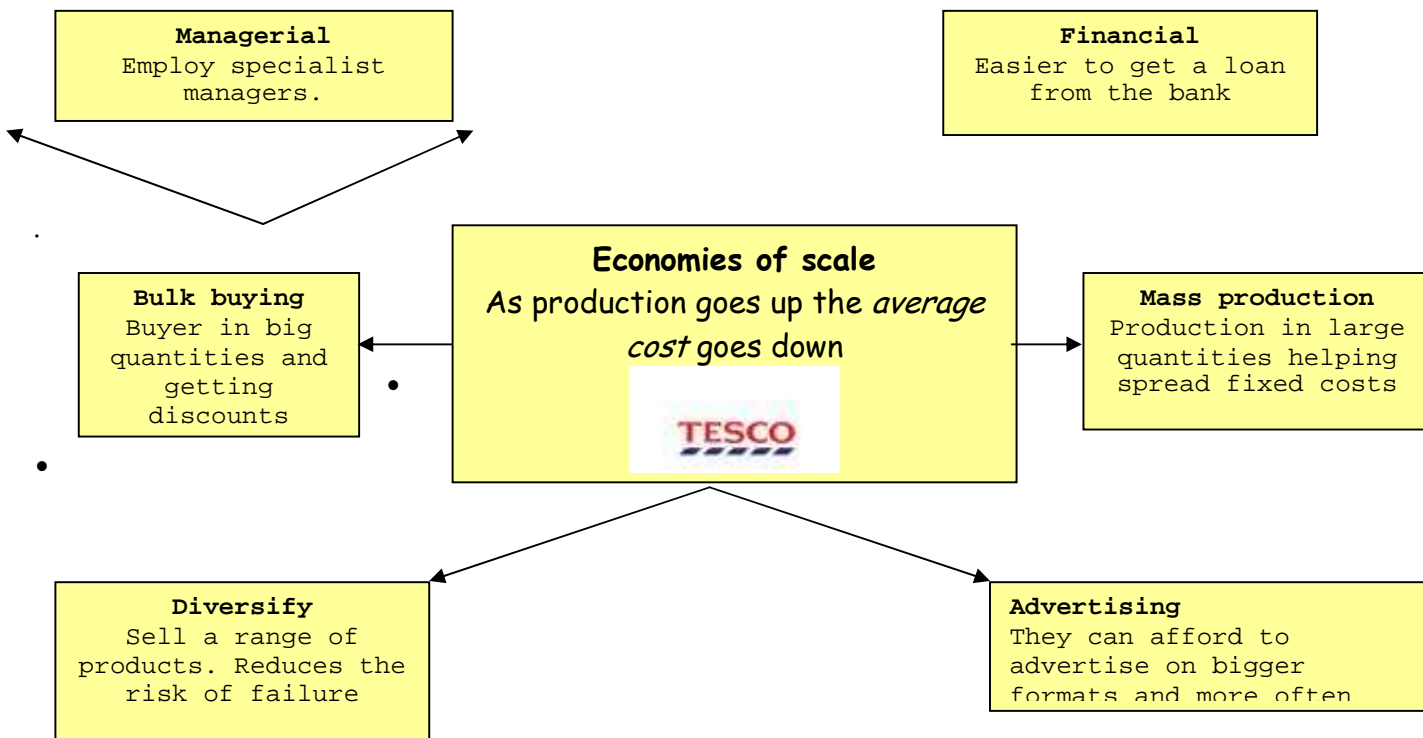 Managerial
Employ specialist
managers.
Financial
Easier to get a loan
from the bank
Economies of scale
As production goes up the average
cost goes down
TESCO
Bulk buying
Buyer in big
quantities and
getting
discounts
Mass production
Production in large
quantities helping
spread fixed costs
Diversify
Sell a range of
products. Reduces the
risk of failure
Advertising
They can afford to
advertise on bigger
formats and more often